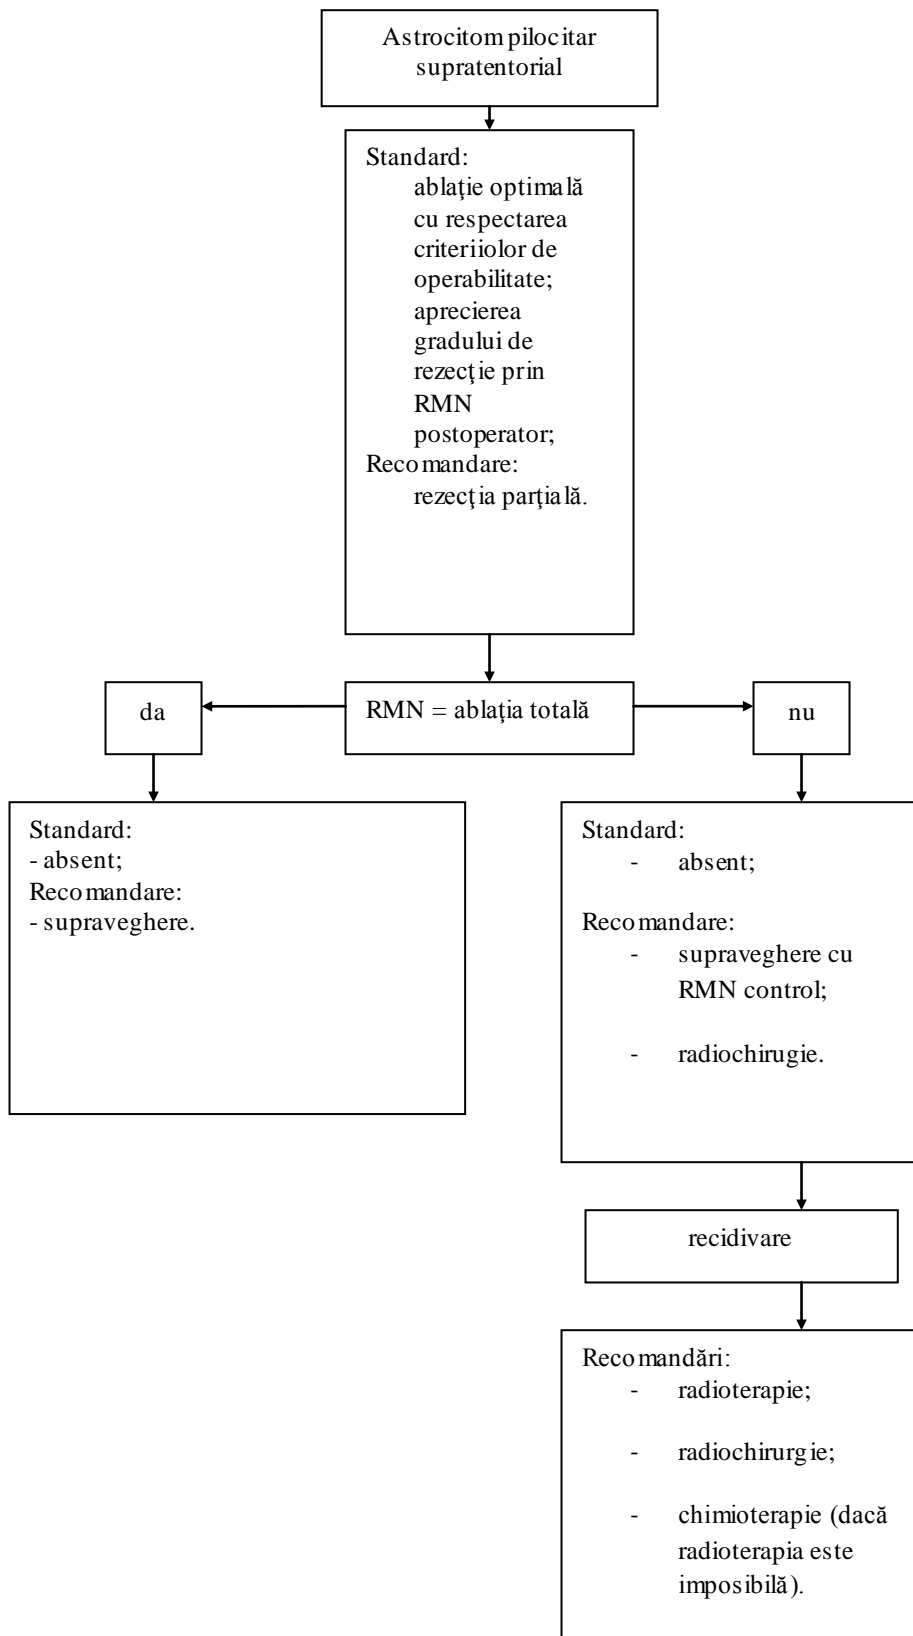 Astrocitom pilocitar
supratentorial
Standard:
ablaţie optimală
cu respectarea
criteriiolor de
operabilitate;
aprecierea
gradului de
rezecţie prin
RMN
postoperator;
Recomandare:
rezecţia parţială.
da
RMN = ablaţia totală
nu
Standard:
- absent;
Recomandare:
- supraveghere.
Standard:
- absent;
Recomandare:
- supraveghere cu
RMN control;
- radiochirugie.
recidivare
Recomandări:
- radioterapie;
- radiochirurgie;
- chimioterapie (dacă
radioterapia este
imposibilă).